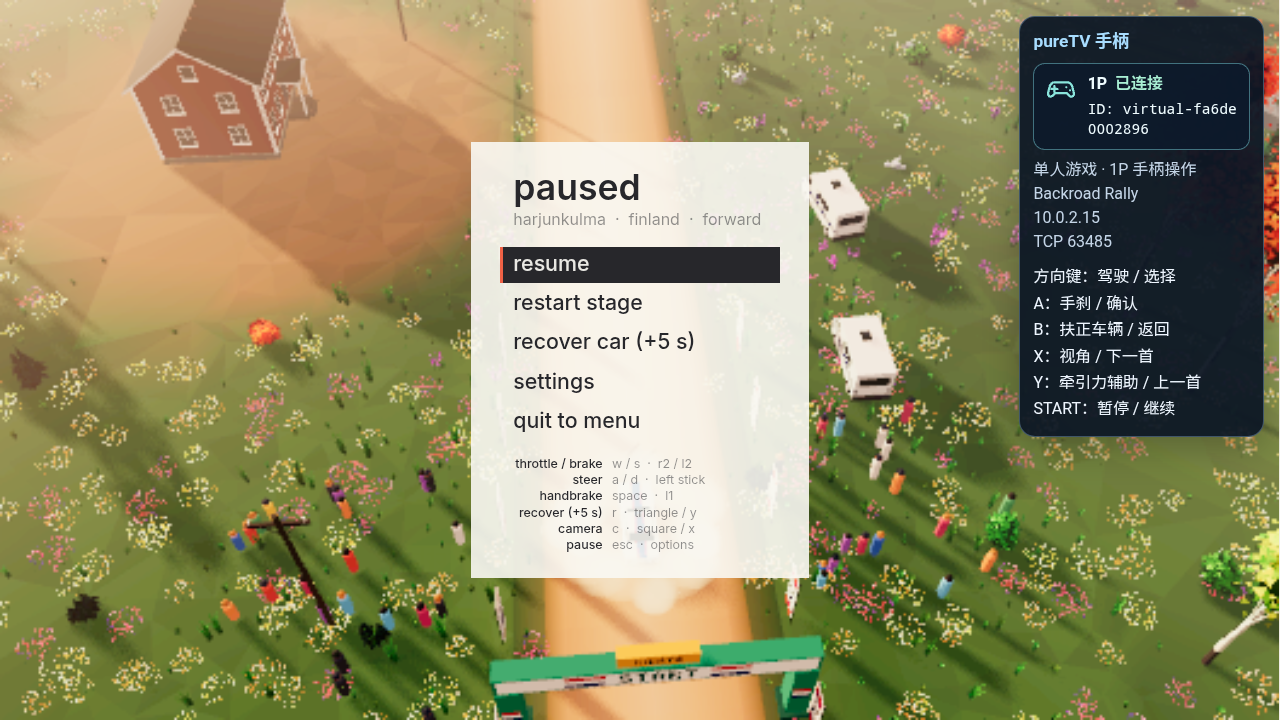 paused
harjunkulma · finland · forward
resume
restart stage
recover car (+5 s)
settings
quit to menu
throttle / brake w / s · r2 / l2
steer a / d · left stick
handbrake space · l1
recover (+5 s) r · triangle / y
camera c · square / x
pause esc · options
pureTV 手柄
1P 已连接
ID: virtual-fa6de
0002896
单人游戏 · 1P 手柄操作
Backroad Rally
10.0.2.15
TCP 63485
方向键：驾驶 / 选择
A：手刹 / 确认
B：扶正车辆 / 返回
X：视角 / 下一首
Y：牵引力辅助 / 上一首
START：暂停 / 继续
START